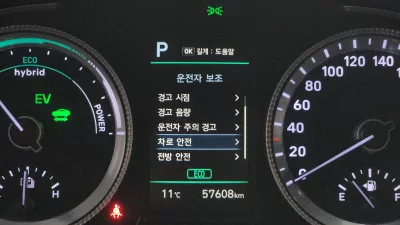 P OK 길게 : 도움말
운전자 보조
경고 시점
경고 음량
운전자 주의 경고
차로 안전
전방 안전
ECO
11°C 57608km
ECO
hybrid
EV
POWER
0
20
40
60
80
100
120
140
E F